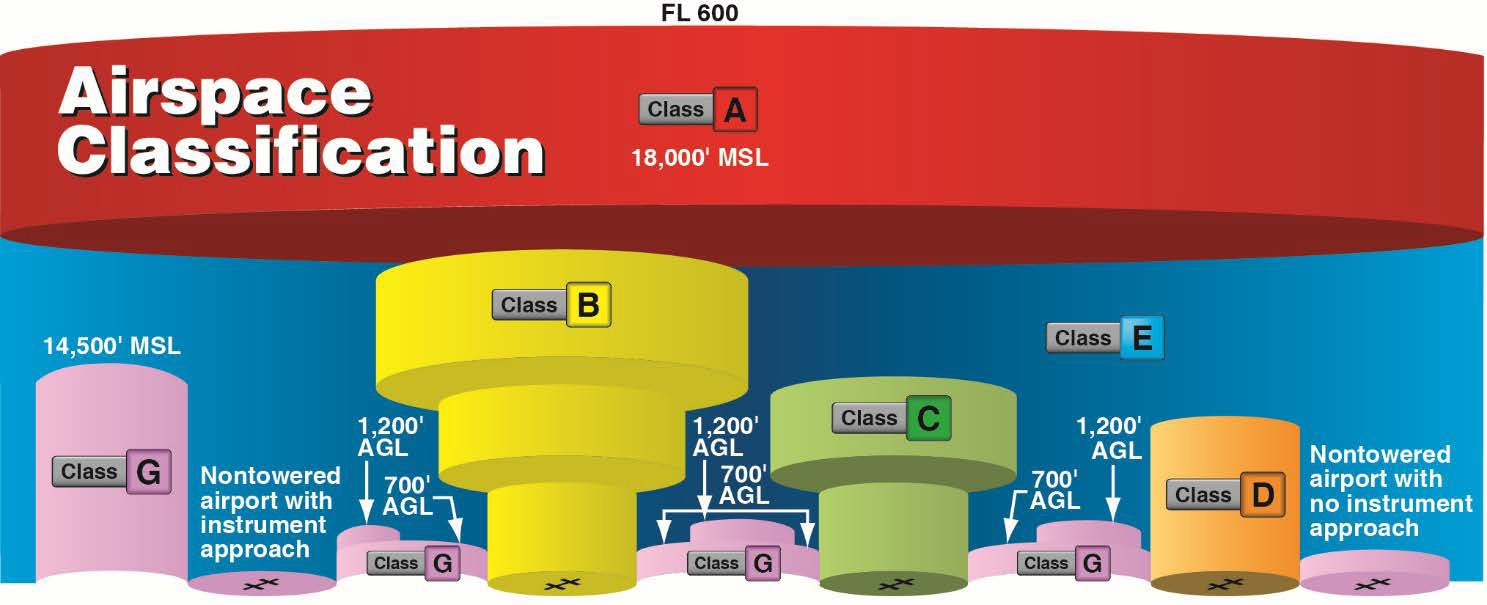 FL 600
Airspace
Classification
Class A
18,000' MSL
Class B
Class E
14,500' MSL
Class G
Nontowered
airport with
instrument
approach
1,200'
AGL
700'
AGL
Class G
1,200'
AGL
700'
AGL
Class G
Class C
700'
AGL
1,200'
AGL
Class G
Class D
Nontowered
airport with
no instrument
approach